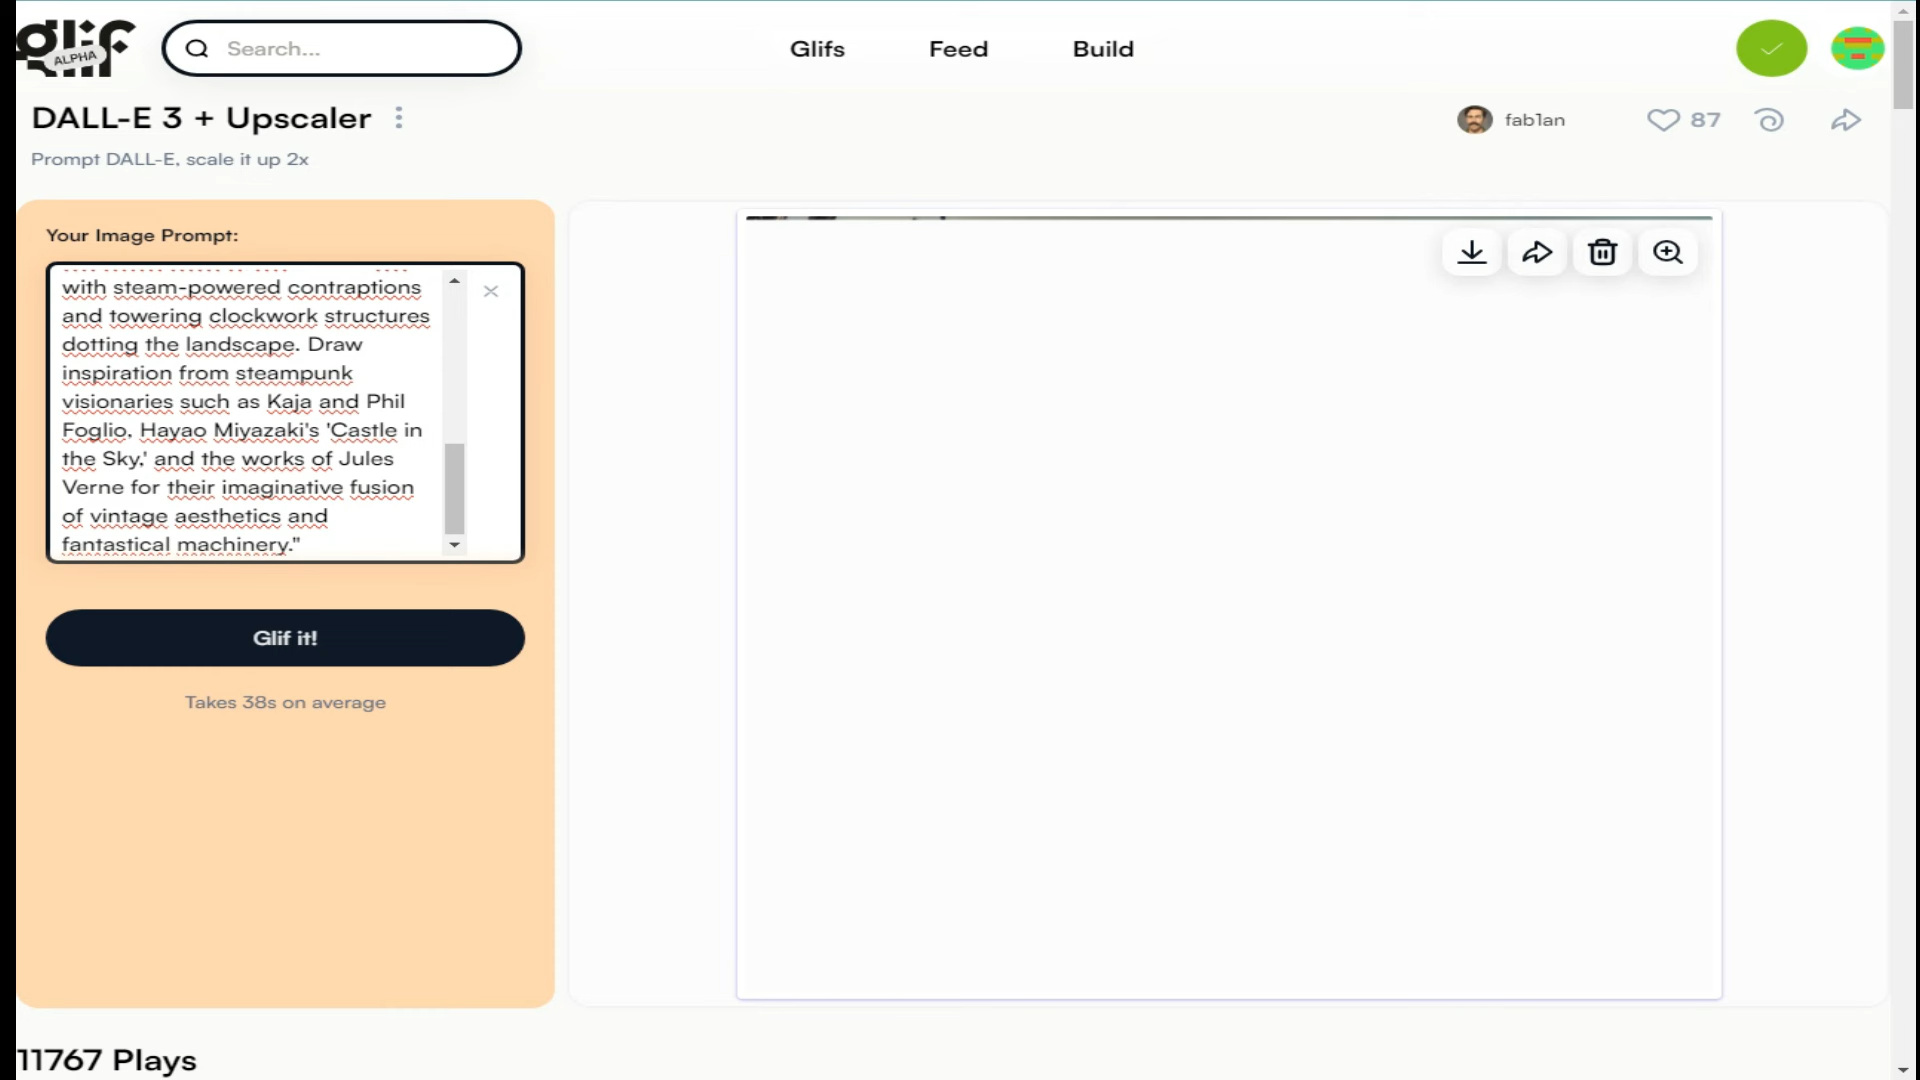 glif
ALPHA
Search...
Glifs
Feed
Build
DALL-E 3 + Upscaler
fab1an
87
Prompt DALL-E, scale it up 2x
Your Image Prompt:
with steam-powered contraptions
and towering clockwork structures
dotting the landscape. Draw
inspiration from steampunk
visionaries such as Kaja and Phil
Foglio, Hayao Miyazaki's 'Castle in
the Sky,' and the works of Jules
Verne for their imaginative fusion
of vintage aesthetics and
fantastical machinery."
Glif it!
Takes 38s on average
11767 Plays